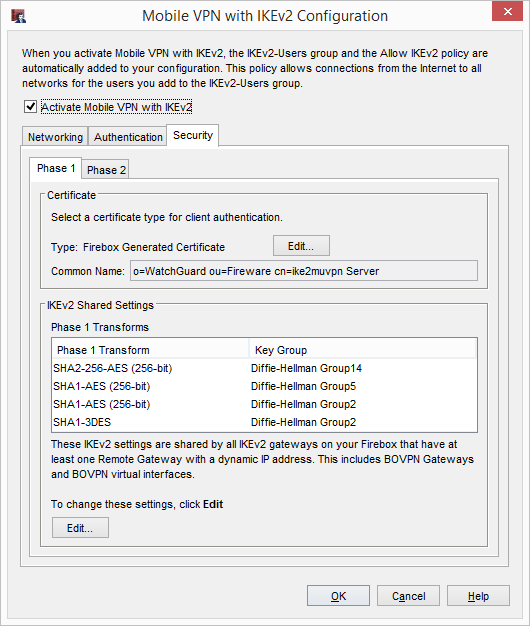 Mobile VPN with IKEv2 Configuration
When you activate Mobile VPN with IKEv2, the IKEv2-Users group and the Allow IKEv2 policy are
automatically added to your configuration. This policy allows connections from the Internet to all
networks for the users you add to the IKEv2-Users group.
Activate Mobile VPN with IKEv2
Networking Authentication Security
Phase 1 Phase 2
Certificate
Select a certificate type for client authentication.
Type: Firebox Generated Certificate Edit...
Common Name: o=WatchGuard ou=Fireware cn=ike2muvpn Server
IKEv2 Shared Settings
Phase 1 Transforms
Phase 1 Transform Key Group
SHA2-256-AES (256-bit) Diffie-Hellman Group14
SHA1-AES (256-bit) Diffie-Hellman Group5
SHA1-AES (256-bit) Diffie-Hellman Group2
SHA1-3DES Diffie-Hellman Group2
These IKEv2 settings are shared by all IKEv2 gateways on your Firebox that have at
least one Remote Gateway with a dynamic IP address. This includes BOVPN Gateways
and BOVPN virtual interfaces.
To change these settings, click Edit
Edit...
OK Cancel Help